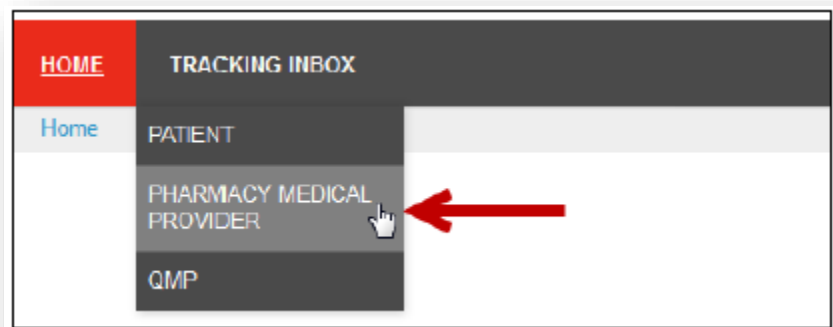 HOME TRACKING INBOX
Home
PATIENT
PHARMACY MEDICAL
PROVIDER
QMP